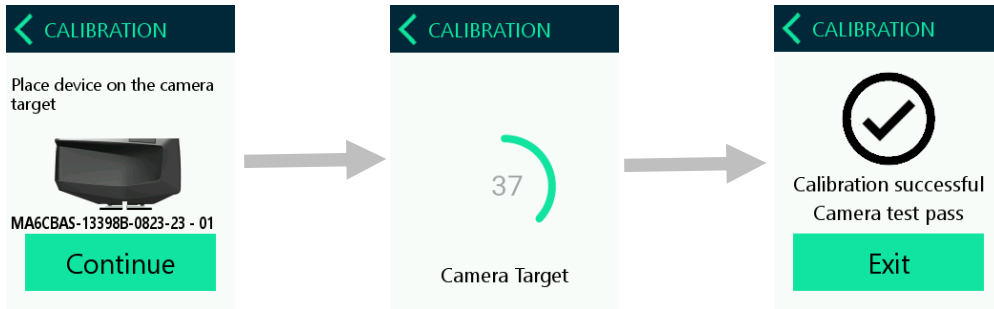 CALIBRATION
Place device on the camera
target
MA6CBAS-13398B-0823-23 - 01
Continue
CALIBRATION
37
Camera Target
CALIBRATION
Calibration successful
Camera test pass
Exit